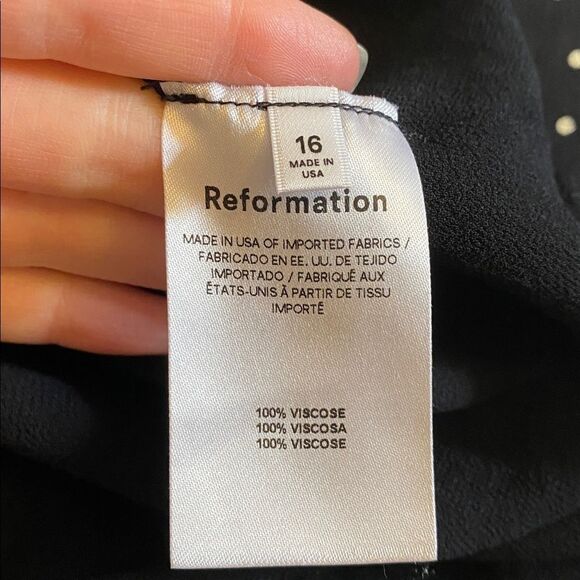 16
MADE IN
USA
Reformation
MADE IN USA OF IMPORTED FABRICS /
FABRICADO EN EE. UU. DE TEJIDO
IMPORTADO / FABRIQUÉ AUX
ÉTATS-UNIS À PARTIR DE TISSU
IMPORTÉ
100% VISCOSE
100% VISCOSA
100% VISCOSE